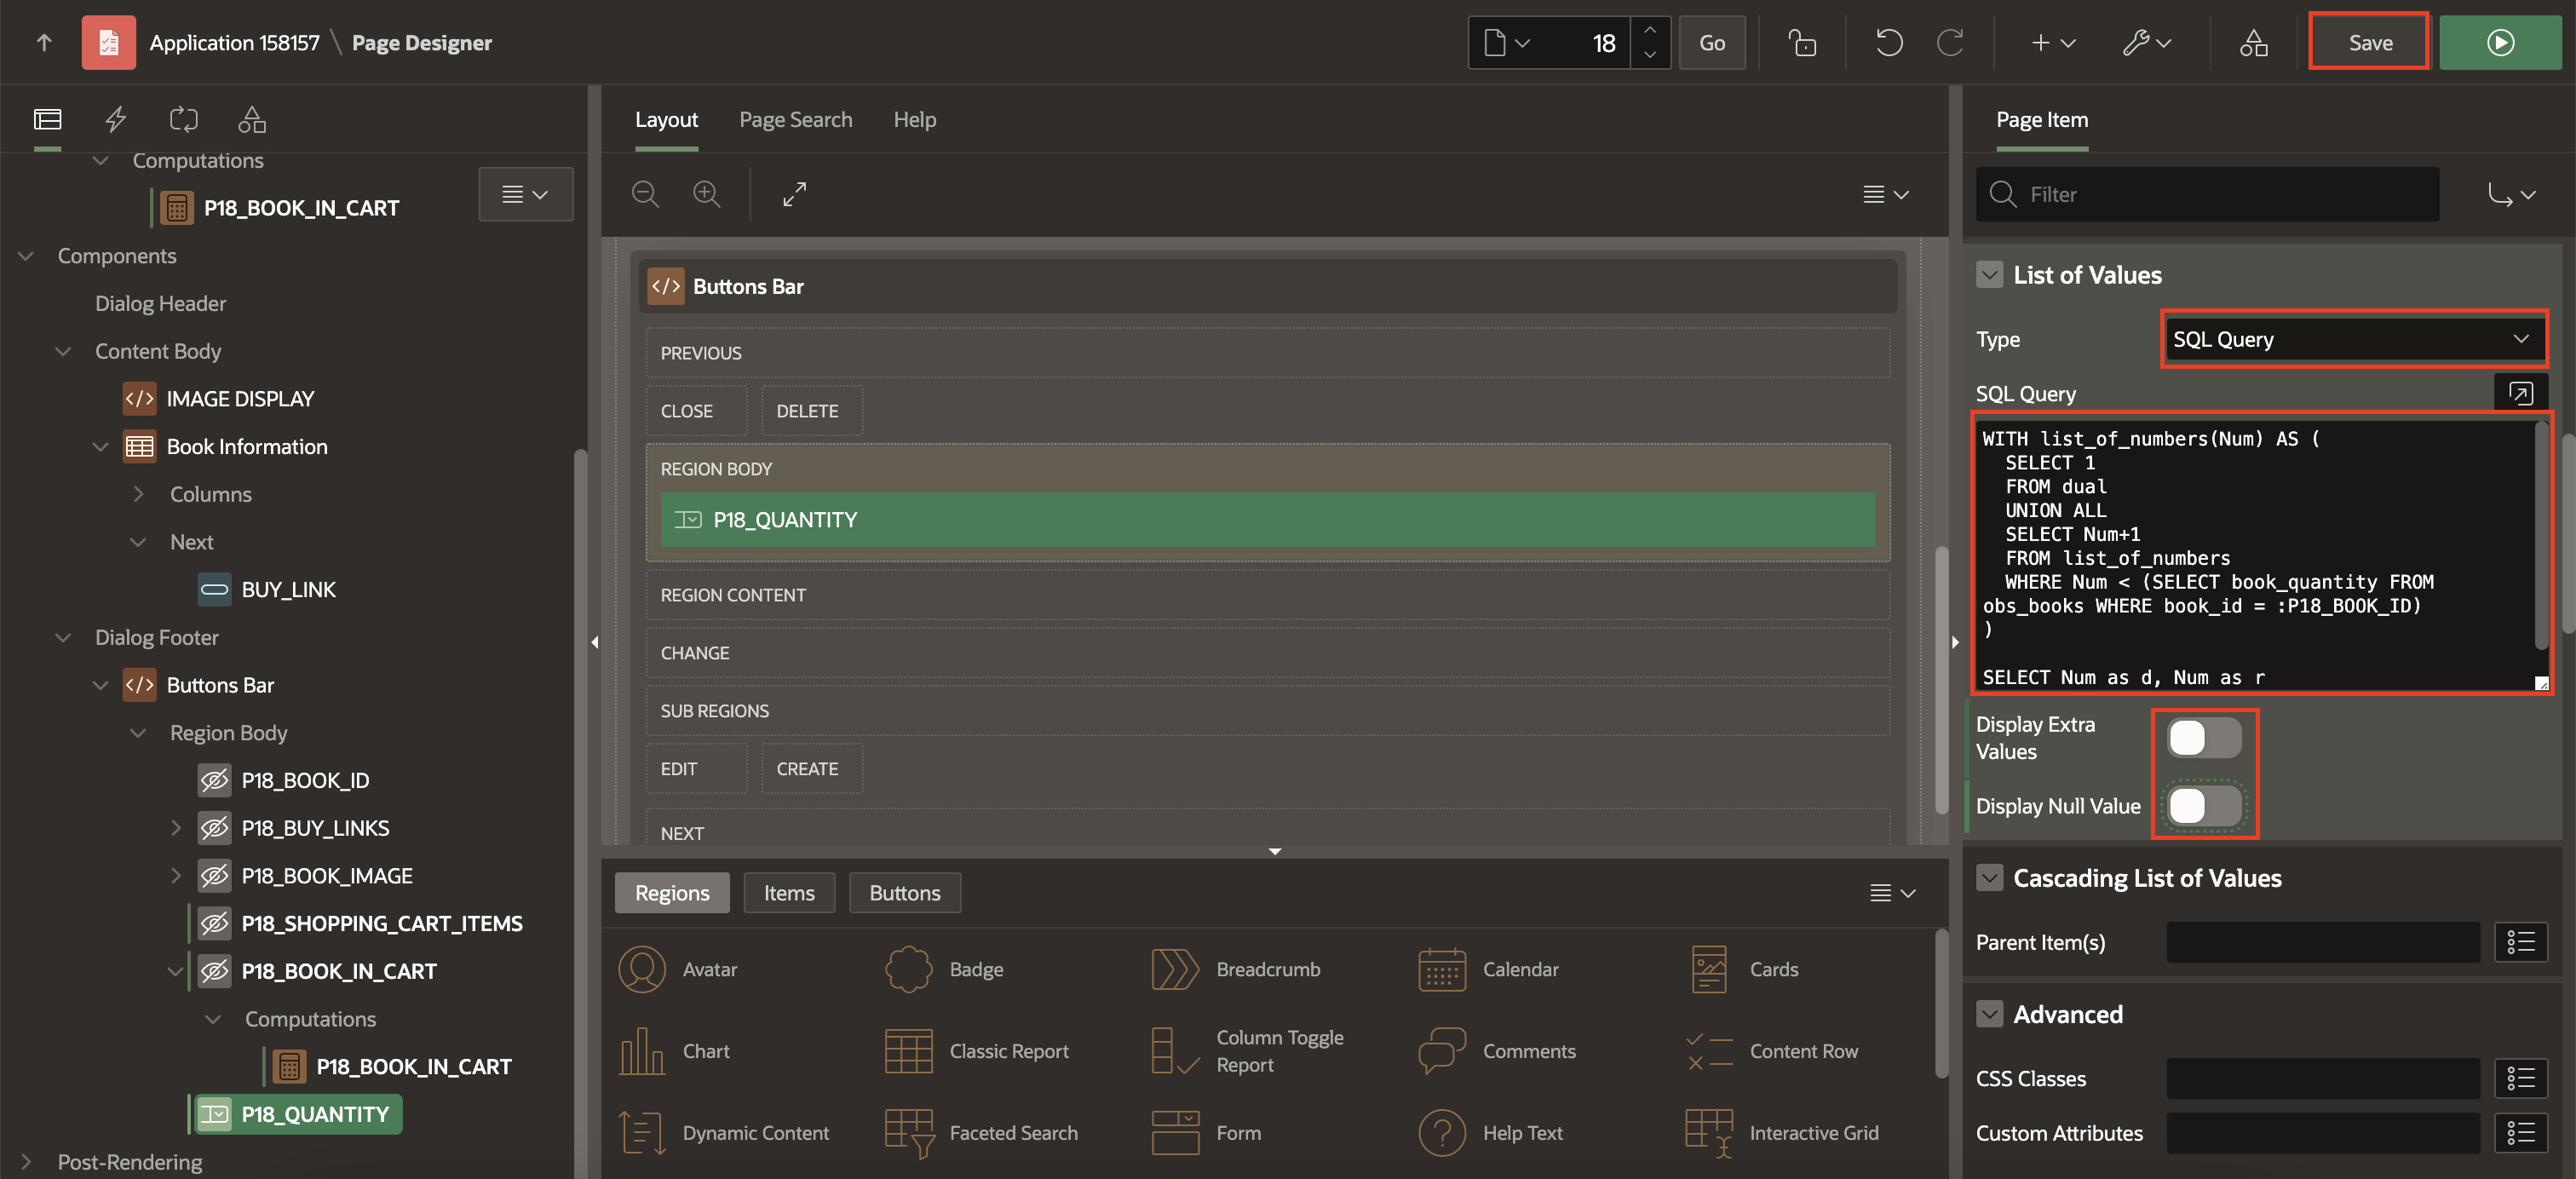 Application 158157 \ Page Designer
18
Go
Save
Computations
P18_BOOK_IN_CART
Components
Dialog Header
Content Body
IMAGE DISPLAY
Book Information
Columns
Next
BUY_LINK
Dialog Footer
Buttons Bar
Region Body
P18_BOOK_ID
P18_BUY_LINKS
P18_BOOK_IMAGE
P18_SHOPPING_CART_ITEMS
P18_BOOK_IN_CART
Computations
P18_BOOK_IN_CART
P18_QUANTITY
Post-Rendering
Layout
Page Search
Help
Buttons Bar
PREVIOUS
CLOSE
DELETE
REGION BODY
P18_QUANTITY
REGION CONTENT
CHANGE
SUB REGIONS
EDIT
CREATE
NEXT
Regions
Items
Buttons
Avatar
Badge
Breadcrumb
Calendar
Cards
Chart
Classic Report
Column Toggle
Report
Comments
Content Row
Dynamic Content
Faceted Search
Form
Help Text
Interactive Grid
Page Item
Filter
List of Values
Type
SQL Query
SQL Query
WITH list_of_numbers(Num) AS (
SELECT 1
FROM dual
UNION ALL
SELECT Num+1
FROM list_of_numbers
WHERE Num < (SELECT book_quantity FROM
obs_books WHERE book_id = :P18_BOOK_ID)
)
SELECT Num as d, Num as r
Display Extra
Values
Display Null Value
Cascading List of Values
Parent Item(s)
Advanced
CSS Classes
Custom Attributes